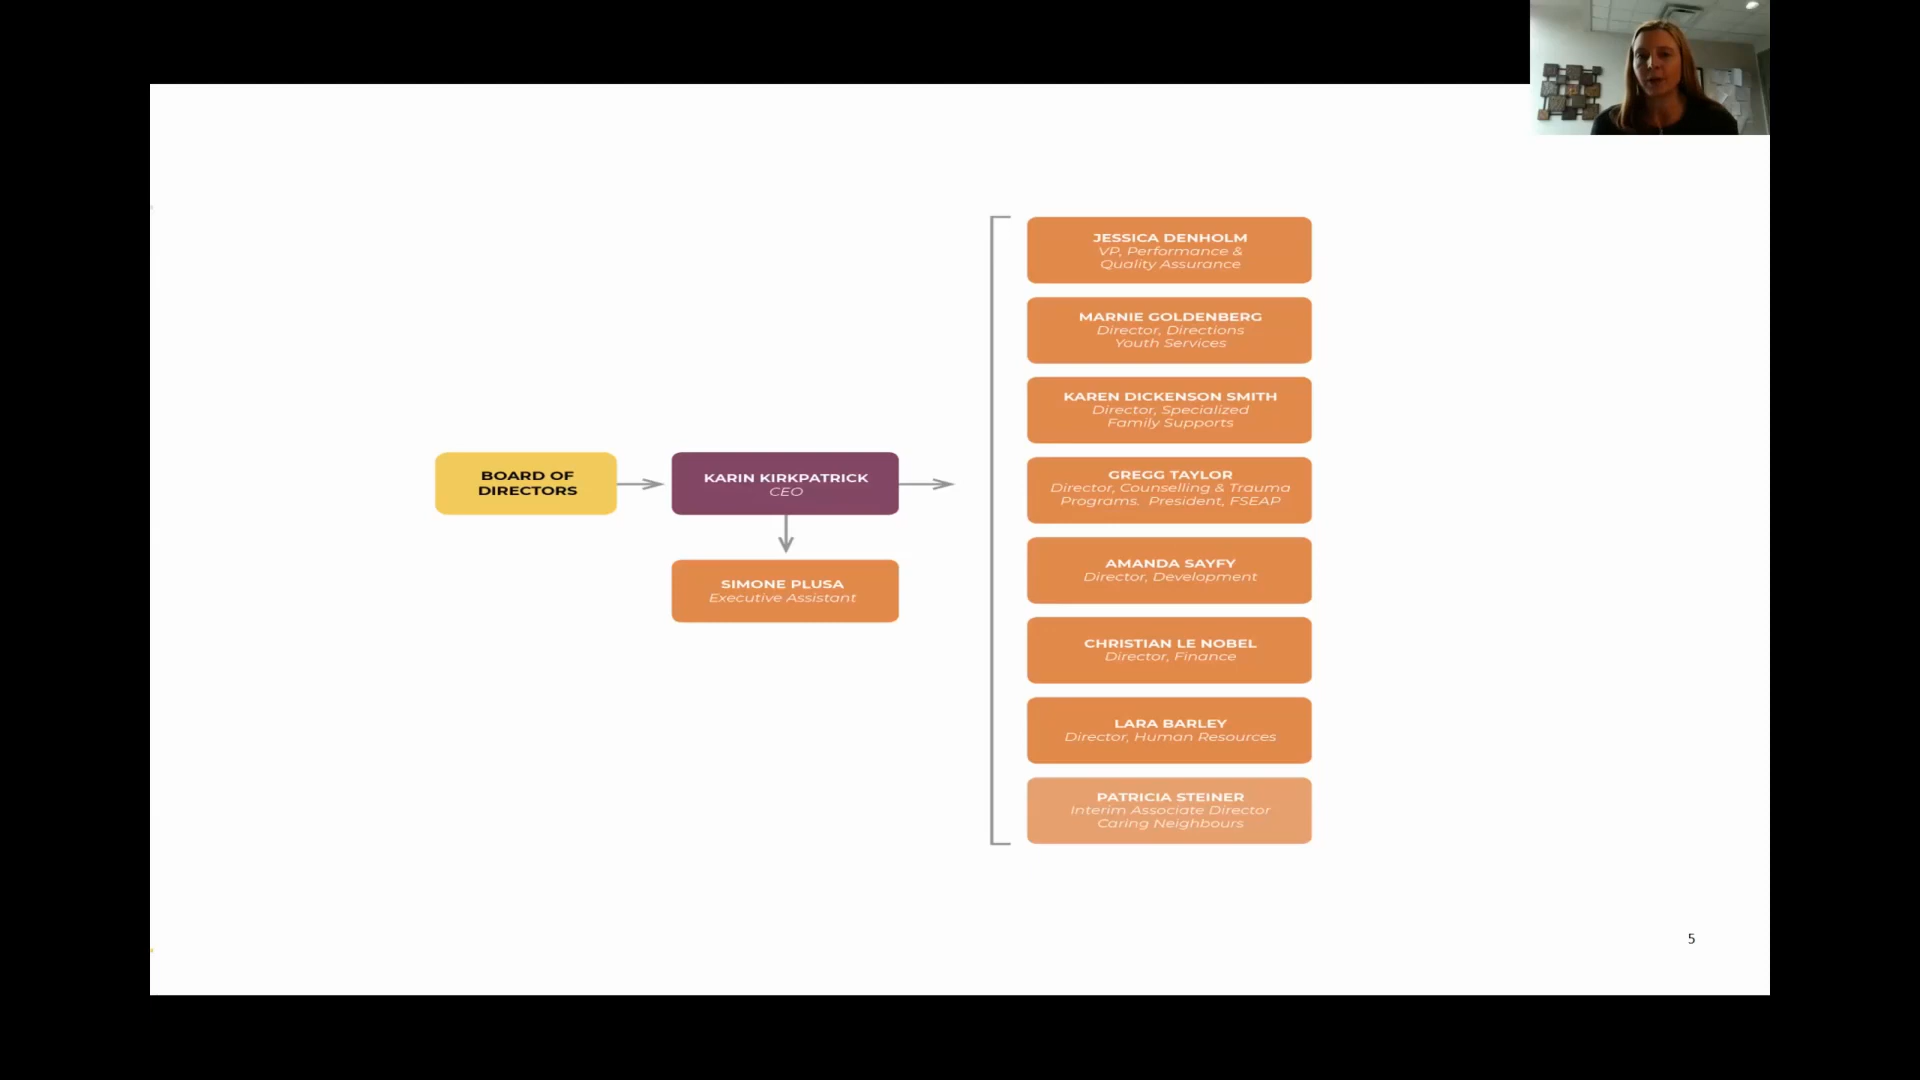 BOARD OF
DIRECTORS
KARIN KIRKPATRICK
CEO
SIMONE PLUSA
Executive Assistant
JESSICA DENHOLM
VP, Performance &
Quality Assurance
MARNIE GOLDENBERG
Director, Directions
Youth Services
KAREN DICKENSON SMITH
Director, Specialized
Family Supports
GREGG TAYLOR
Director, Counselling & Trauma
Programs. President, FSEAP
AMANDA SAYFY
Director, Development
CHRISTIAN LE NOBEL
Director, Finance
LARA BARLEY
Director, Human Resources
PATRICIA STEINER
Interim Associate Director
Caring Neighbours
5